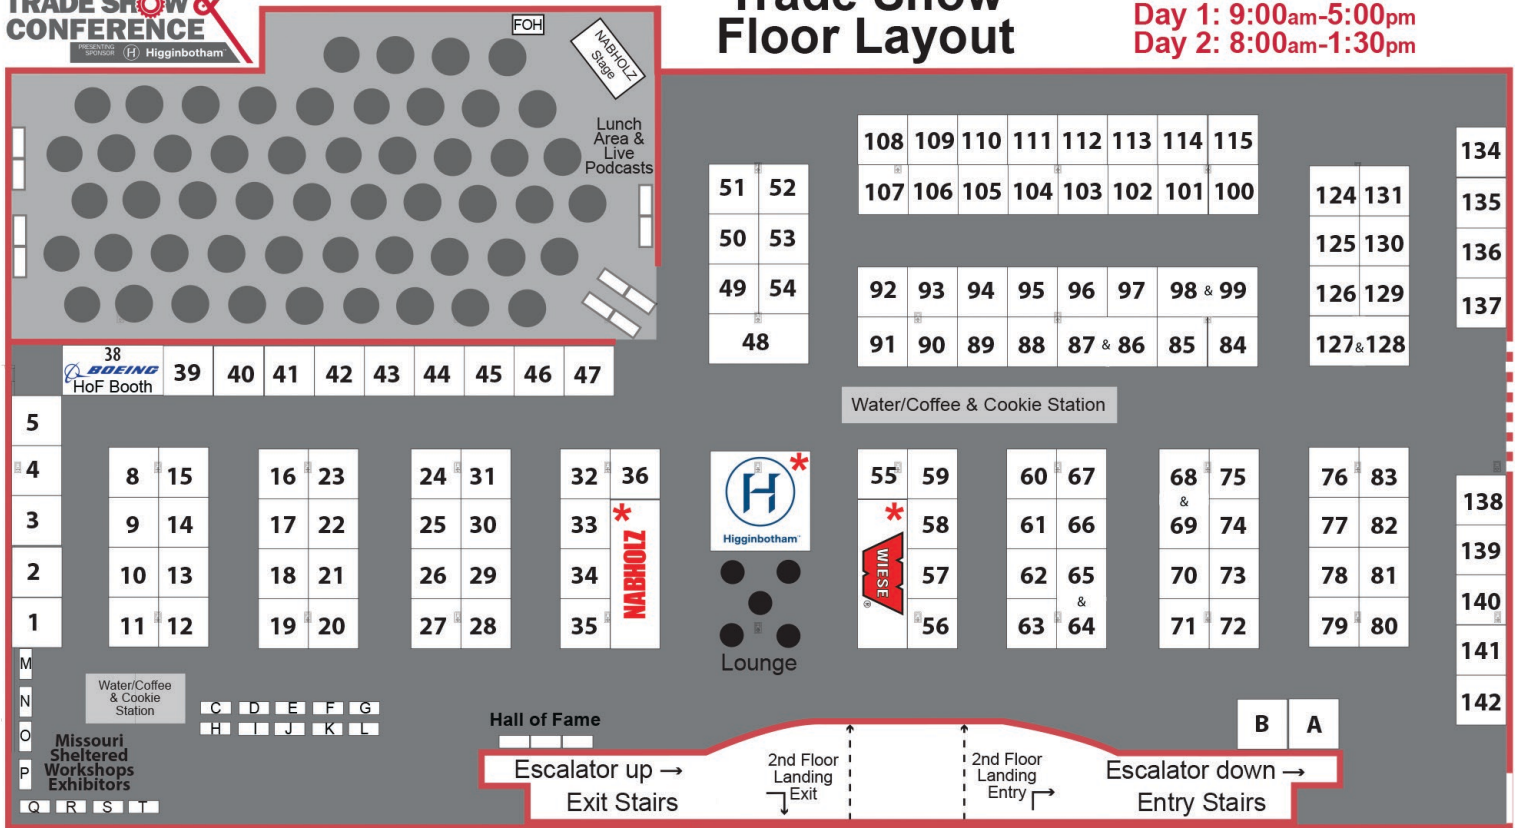 TRADE SHOW &
CONFERENCE
PRESENTING
SPONSOR
H Higginbotham
Trade Show
Floor Layout
Day 1: 9:00am-5:00pm
Day 2: 8:00am-1:30pm
FOH
NABHOLZ
Stage
Lunch
Area &
Live
Podcasts
108 109 110 111 112 113 114 115
107 106 105 104 103 102 101 100
51 52
50 53
49 54
48
92 93 94 95 96 97 98 & 99
91 90 89 88 87 & 86 85 84
124 131
125 130
126 129
127 & 128
134
135
136
137
38
BOEING
HoF Booth
39 40 41 42 43 44 45 46 47
Water/Coffee & Cookie Station
5
4
3
2
1
8 15
9 14
10 13
11 12
16 23
17 22
18 21
19 20
24 31
25 30
26 29
27 28
32 36
33
34
35
*
NABHOLZ
*
H
Higginbotham
Lounge
55 59
*
58
WIESE
®
57
56
60 67
61 66
62 65
&
63 64
68 75
&
69 74
70 73
71 72
76 83
77 82
78 81
79 80
138
139
140
141
142
M
N
O
P
Q R S T
Water/Coffee
& Cookie
Station
C D E F G
H I J K L
Missouri
Sheltered
Workshops
Exhibitors
Hall of Fame
B A
Escalator up →
Exit Stairs
2nd Floor
Landing
Exit
2nd Floor
Landing
Entry
Escalator down →
Entry Stairs